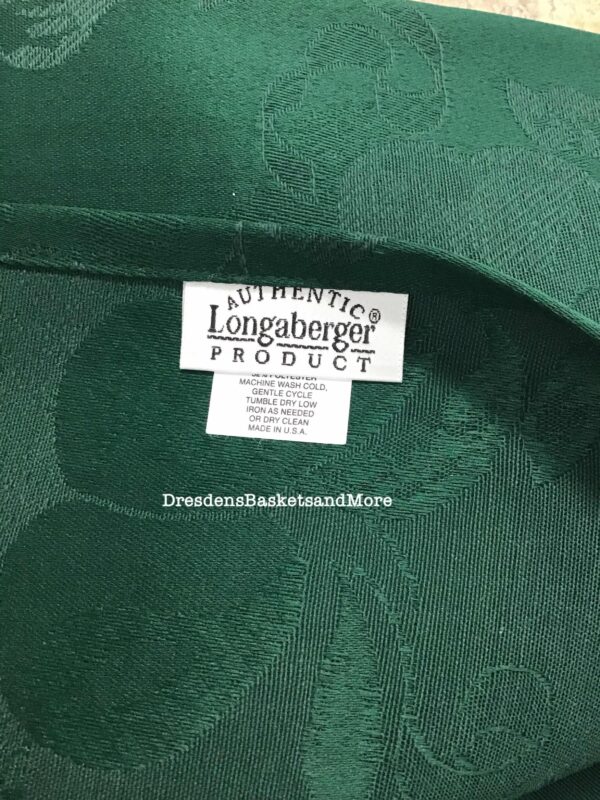 AUTHENTIC®
Longaberger
PRODUCT
POLYESTER
MACHINE WASH COLD,
GENTLE CYCLE
TUMBLE DRY LOW
IRON AS NEEDED
OR DRY CLEAN
MADE IN U.S.A.
DresdensBasketsandMore